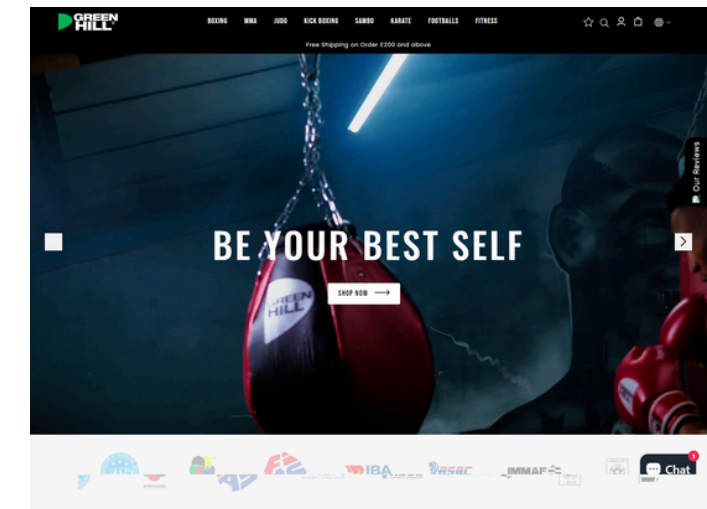 GREEN
HILL
BOXING MMA JUDO KICK BOXING SAMBO KARATE FOOTBALLS FITNESS
Free Shipping on Order £200 and above
Our Reviews
BE YOUR BEST SELF
SHOP NOW
GREEN
HILL
IBA
IMMAF
Chat
1